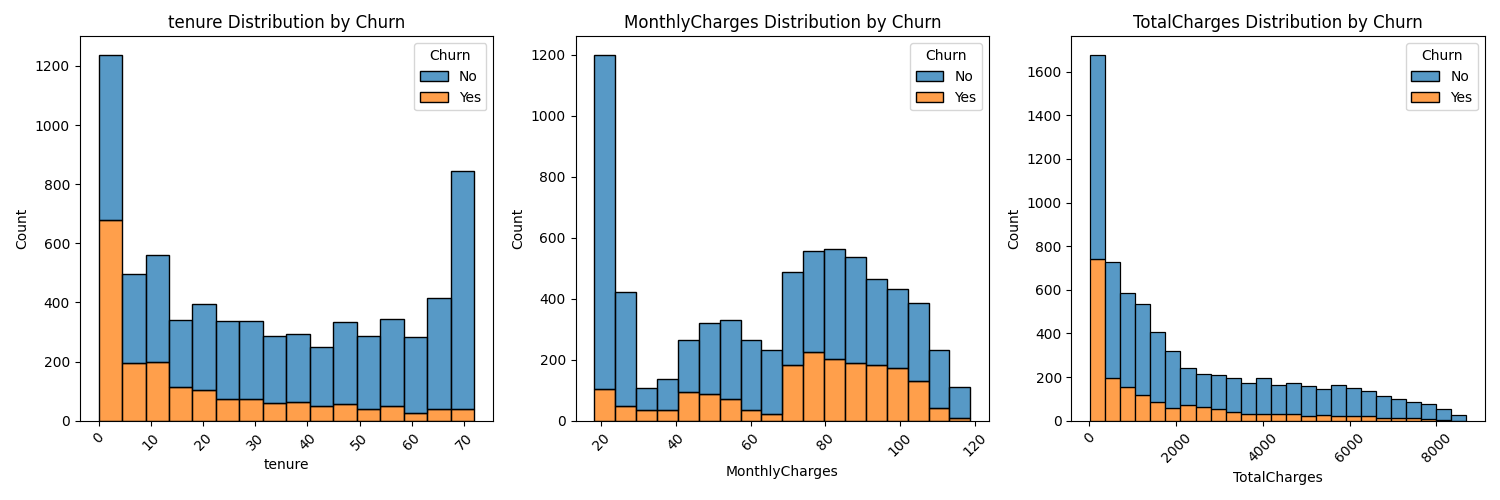 tenure Distribution by Churn
Count
1200
1000
800
600
400
200
0
Churn
No
Yes
0 10 20 30 40 50 60 70
tenure
MonthlyCharges Distribution by Churn
Count
1200
1000
800
600
400
200
0
Churn
No
Yes
20 40 60 80 100 120
MonthlyCharges
TotalCharges Distribution by Churn
Count
1600
1400
1200
1000
800
600
400
200
0
Churn
No
Yes
0 2000 4000 6000 8000
TotalCharges